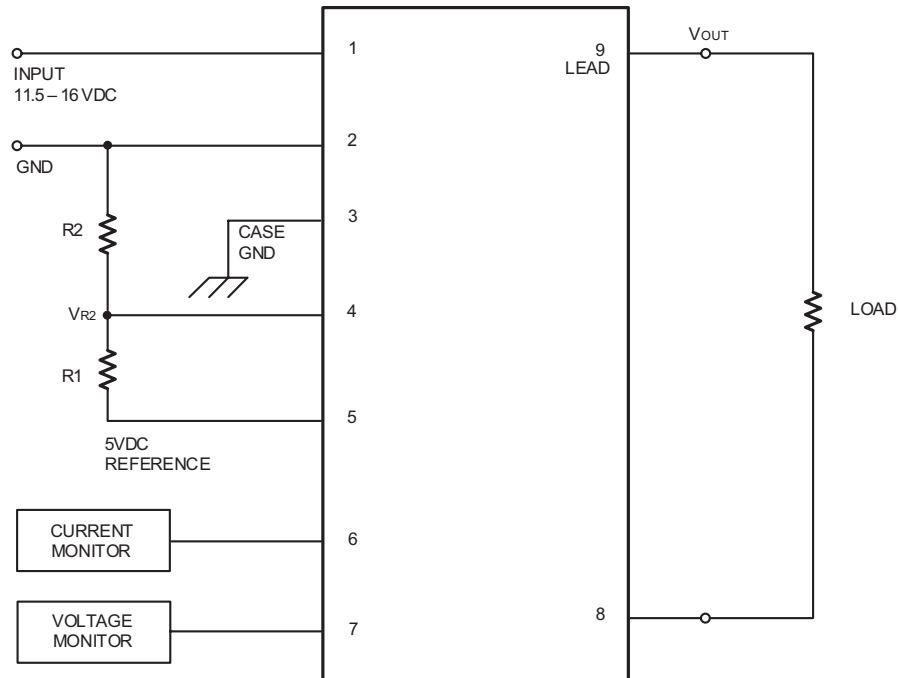 1
INPUT
11.5 – 16 VDC
2
GND
3
CASE
GND
R2
VR2
4
R1
5
5VDC
REFERENCE
CURRENT
MONITOR
6
VOLTAGE
MONITOR
7
9
LEAD
VOUT
LOAD
8